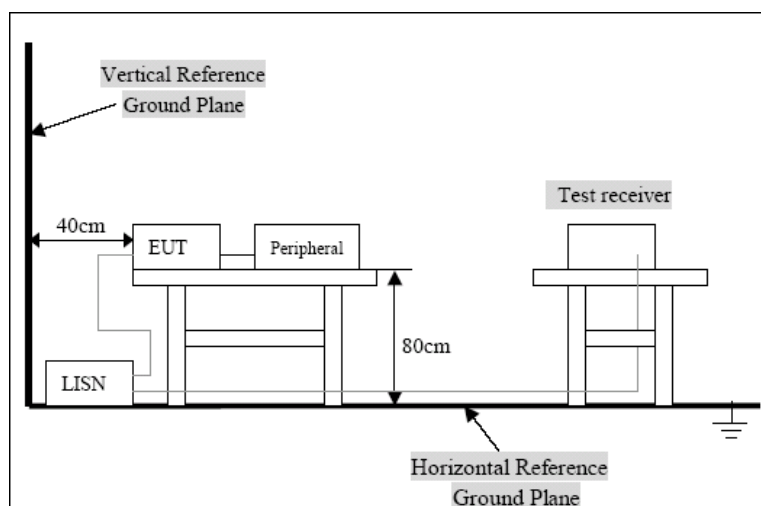 Vertical Reference
Ground Plane
40cm
EUT
Peripheral
Test receiver
80cm
LISN
Horizontal Reference
Ground Plane